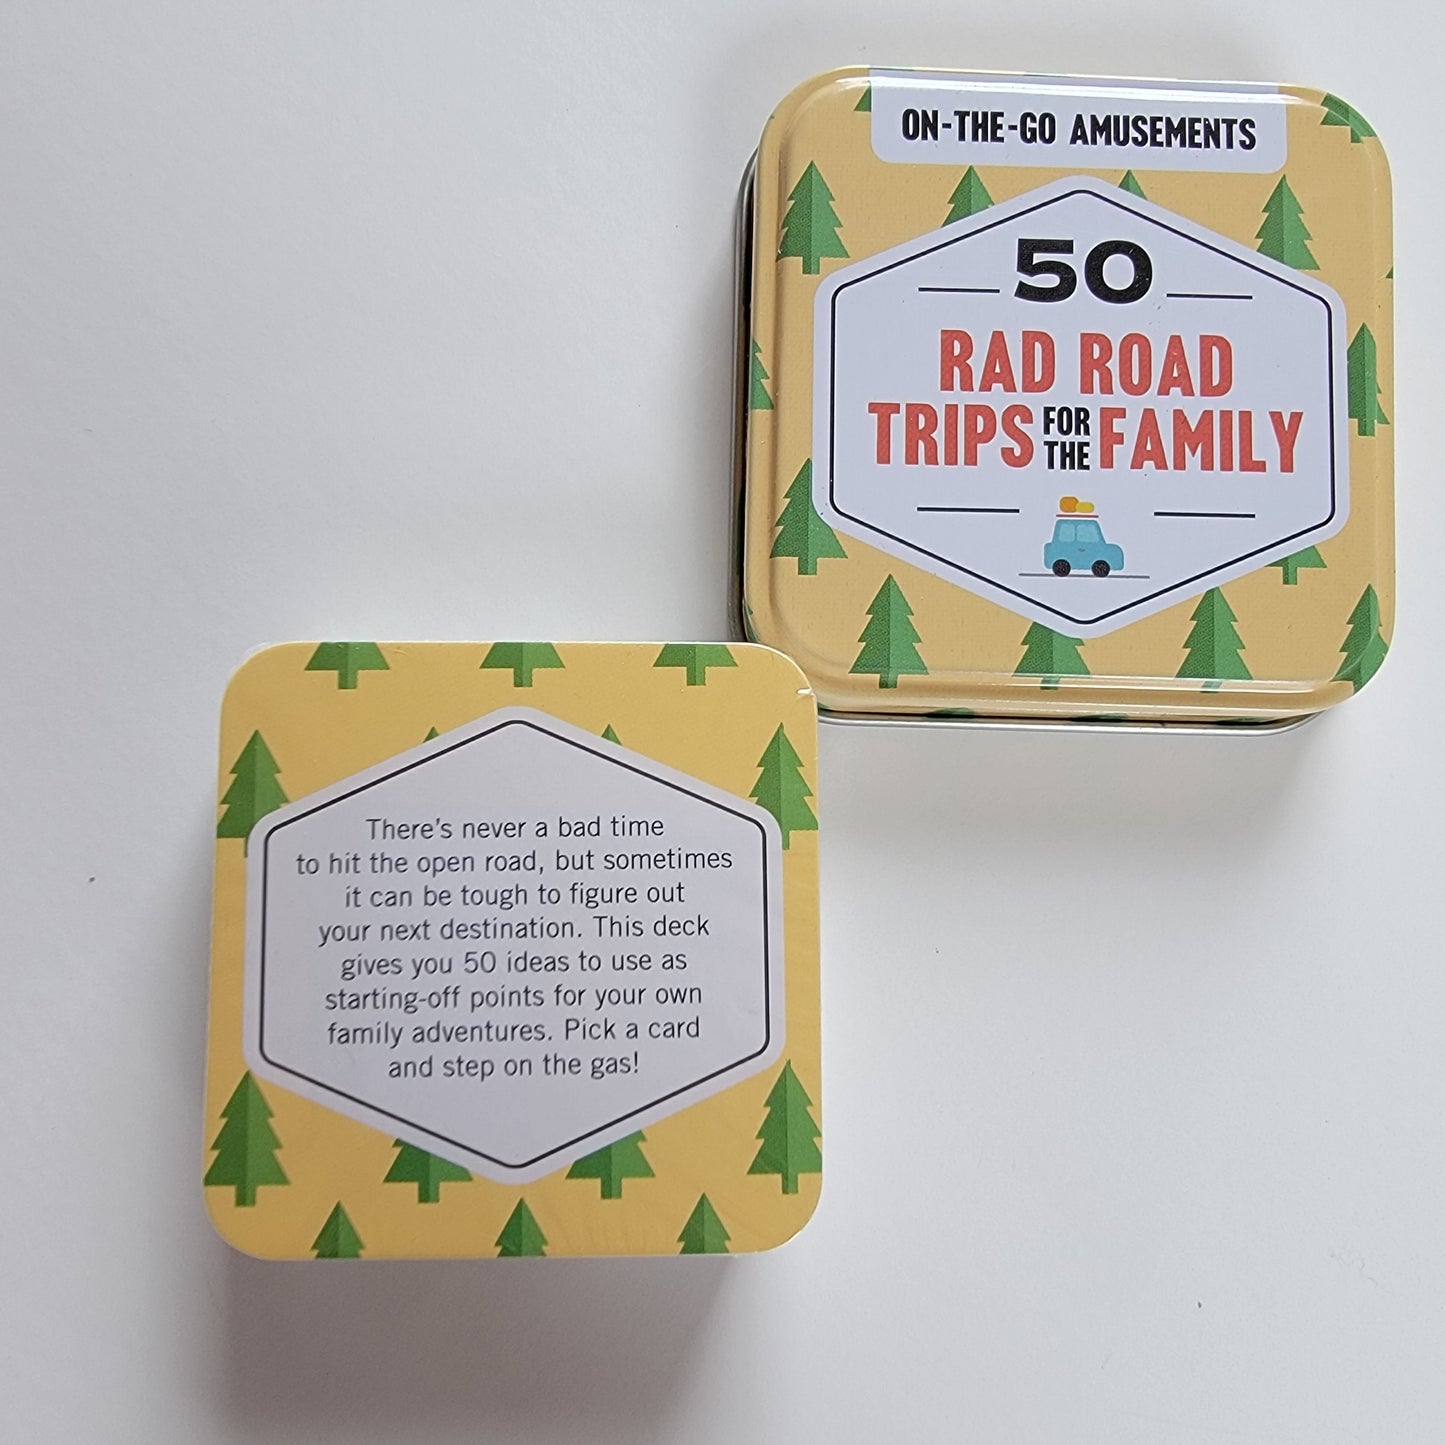 ON-THE-GO AMUSEMENTS
50
RAD ROAD
TRIPS FOR THE FAMILY
There's never a bad time
to hit the open road, but sometimes
it can be tough to figure out
your next destination. This deck
gives you 50 ideas to use as
starting-off points for your own
family adventures. Pick a card
and step on the gas!